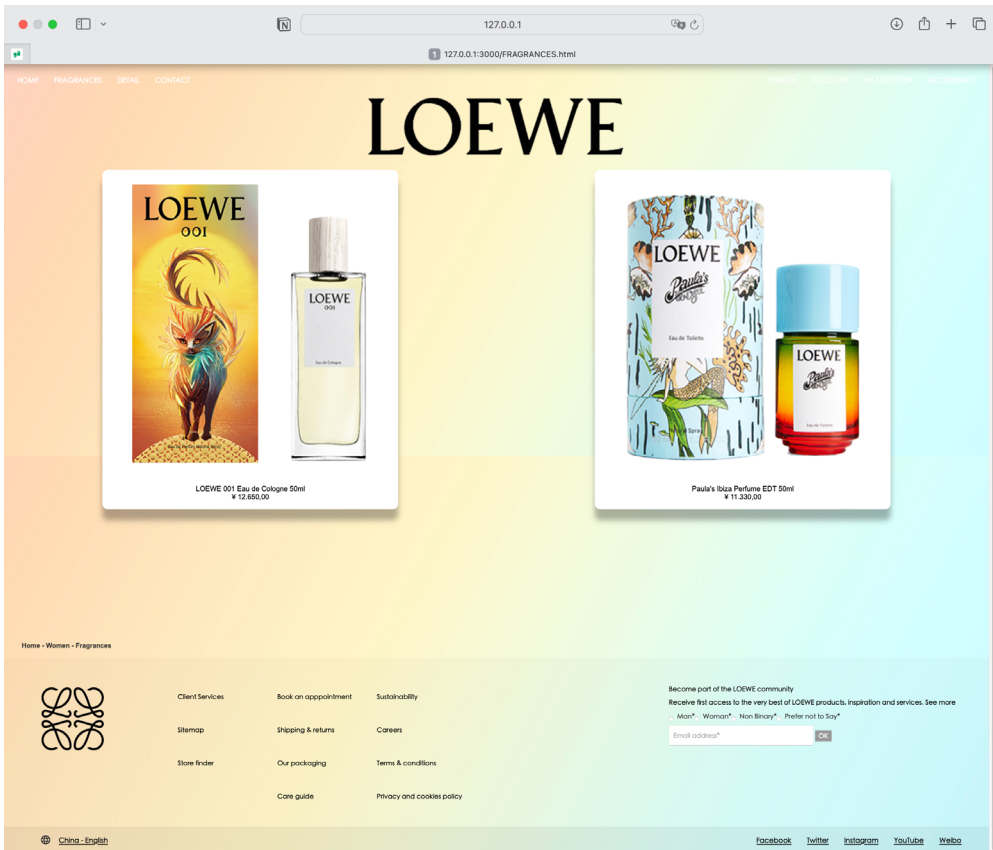 127.0.0.1
1 127.0.0.1:3000/FRAGRANCES.html
HOME FRAGRANCES DETAIL CONTACT
LOEWE
LOEWE
001
LOEWE
001
Eau de Cologne
LOEWE 001 Eau de Cologne 50ml
¥ 12.650,00
LOEWE
Paula's
Eau de Toilette
LOEWE
Paula's
Eau de Toilette
Paula's Ibiza Perfume EDT 50ml
¥ 11.330,00
Home - Women - Fragrances
Client Services
Sitemap
Store finder
Book an apppointment
Shipping & returns
Our packaging
Care guide
Sustainability
Careers
Terms & conditions
Privacy and cookies policy
Become part of the LOEWE community
Receive first access to the very best of LOEWE products, inspiration and services. See more
Man* Woman* Non Binary* Prefer not to Say*
Email address* OK
China - English
Facebook Twitter Instagram YouTube Weibo